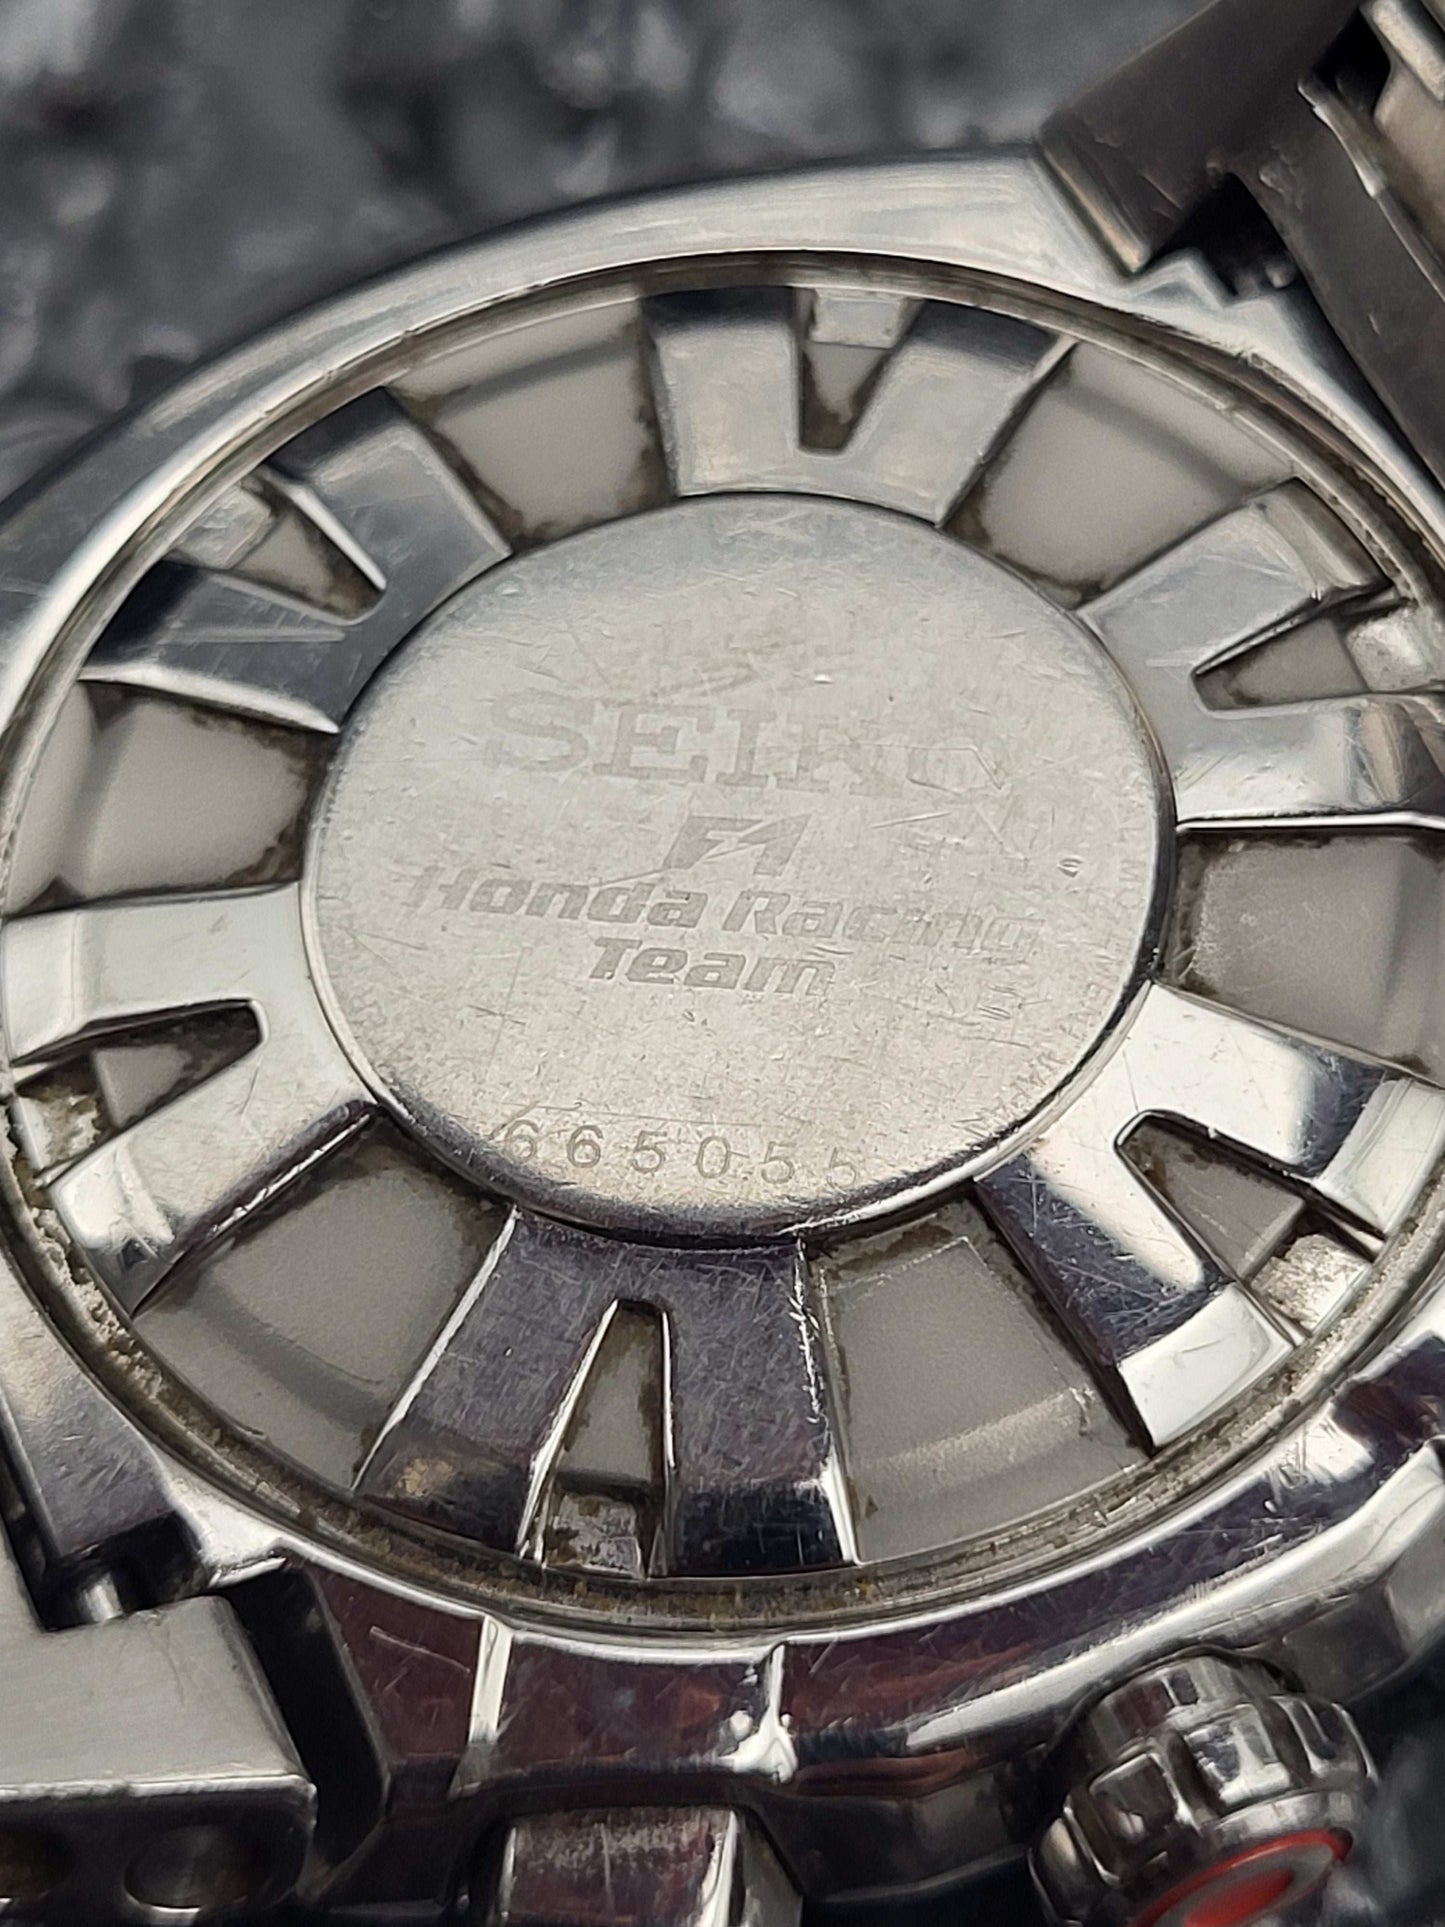 SEIKO
F1
Honda Racing
Team
665055